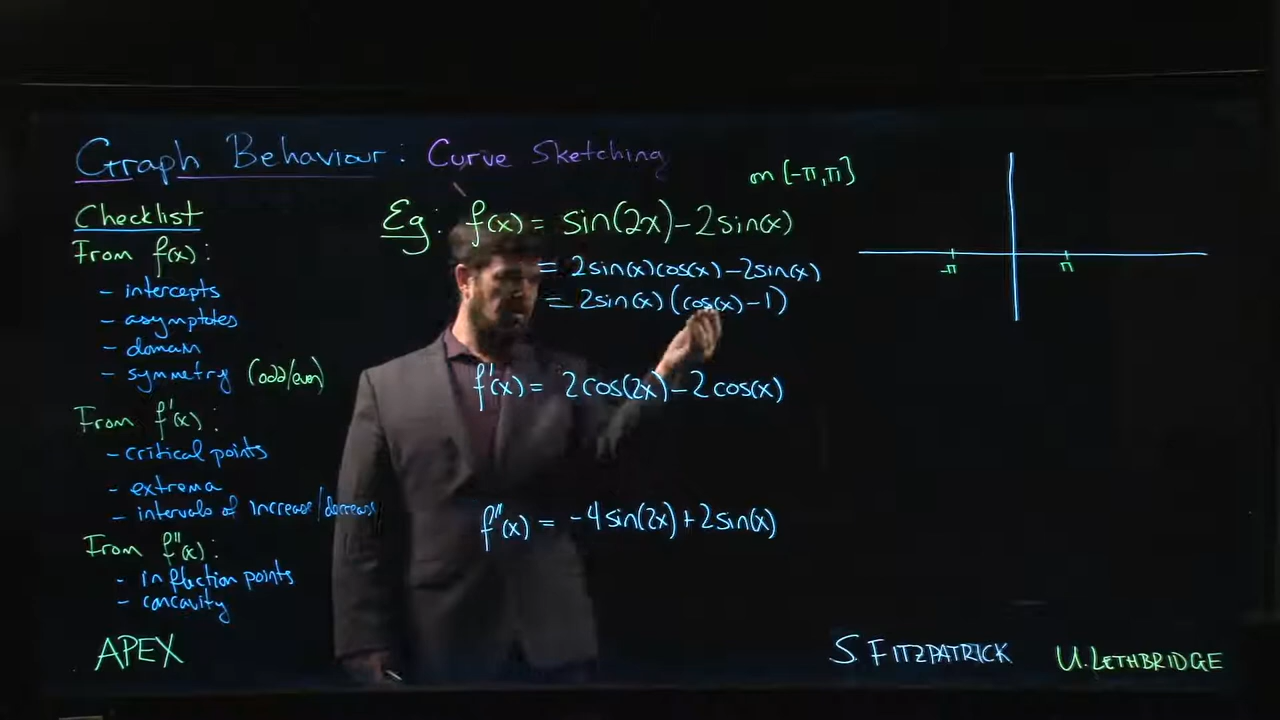 Graph Behaviour: Curve Sketching
on [-π,π]
Checklist
From f(x):
- intercepts
- asymptotes
- domain
- symmetry (odd/even)
From f'(x):
- critical points
- extrema
- intervals of increase/decrease
From f"(x):
- inflection points
- concavity
APEX
Eg: f(x) = sin(2x)-2sin(x)
= 2sin(x)cos(x)-2sin(x)
= 2sin(x)(cos(x)-1)
f'(x) = 2cos(2x)-2cos(x)
f"(x) = -4sin(2x)+2sin(x)
-π π
S. FITZPATRICK U. LETHBRIDGE